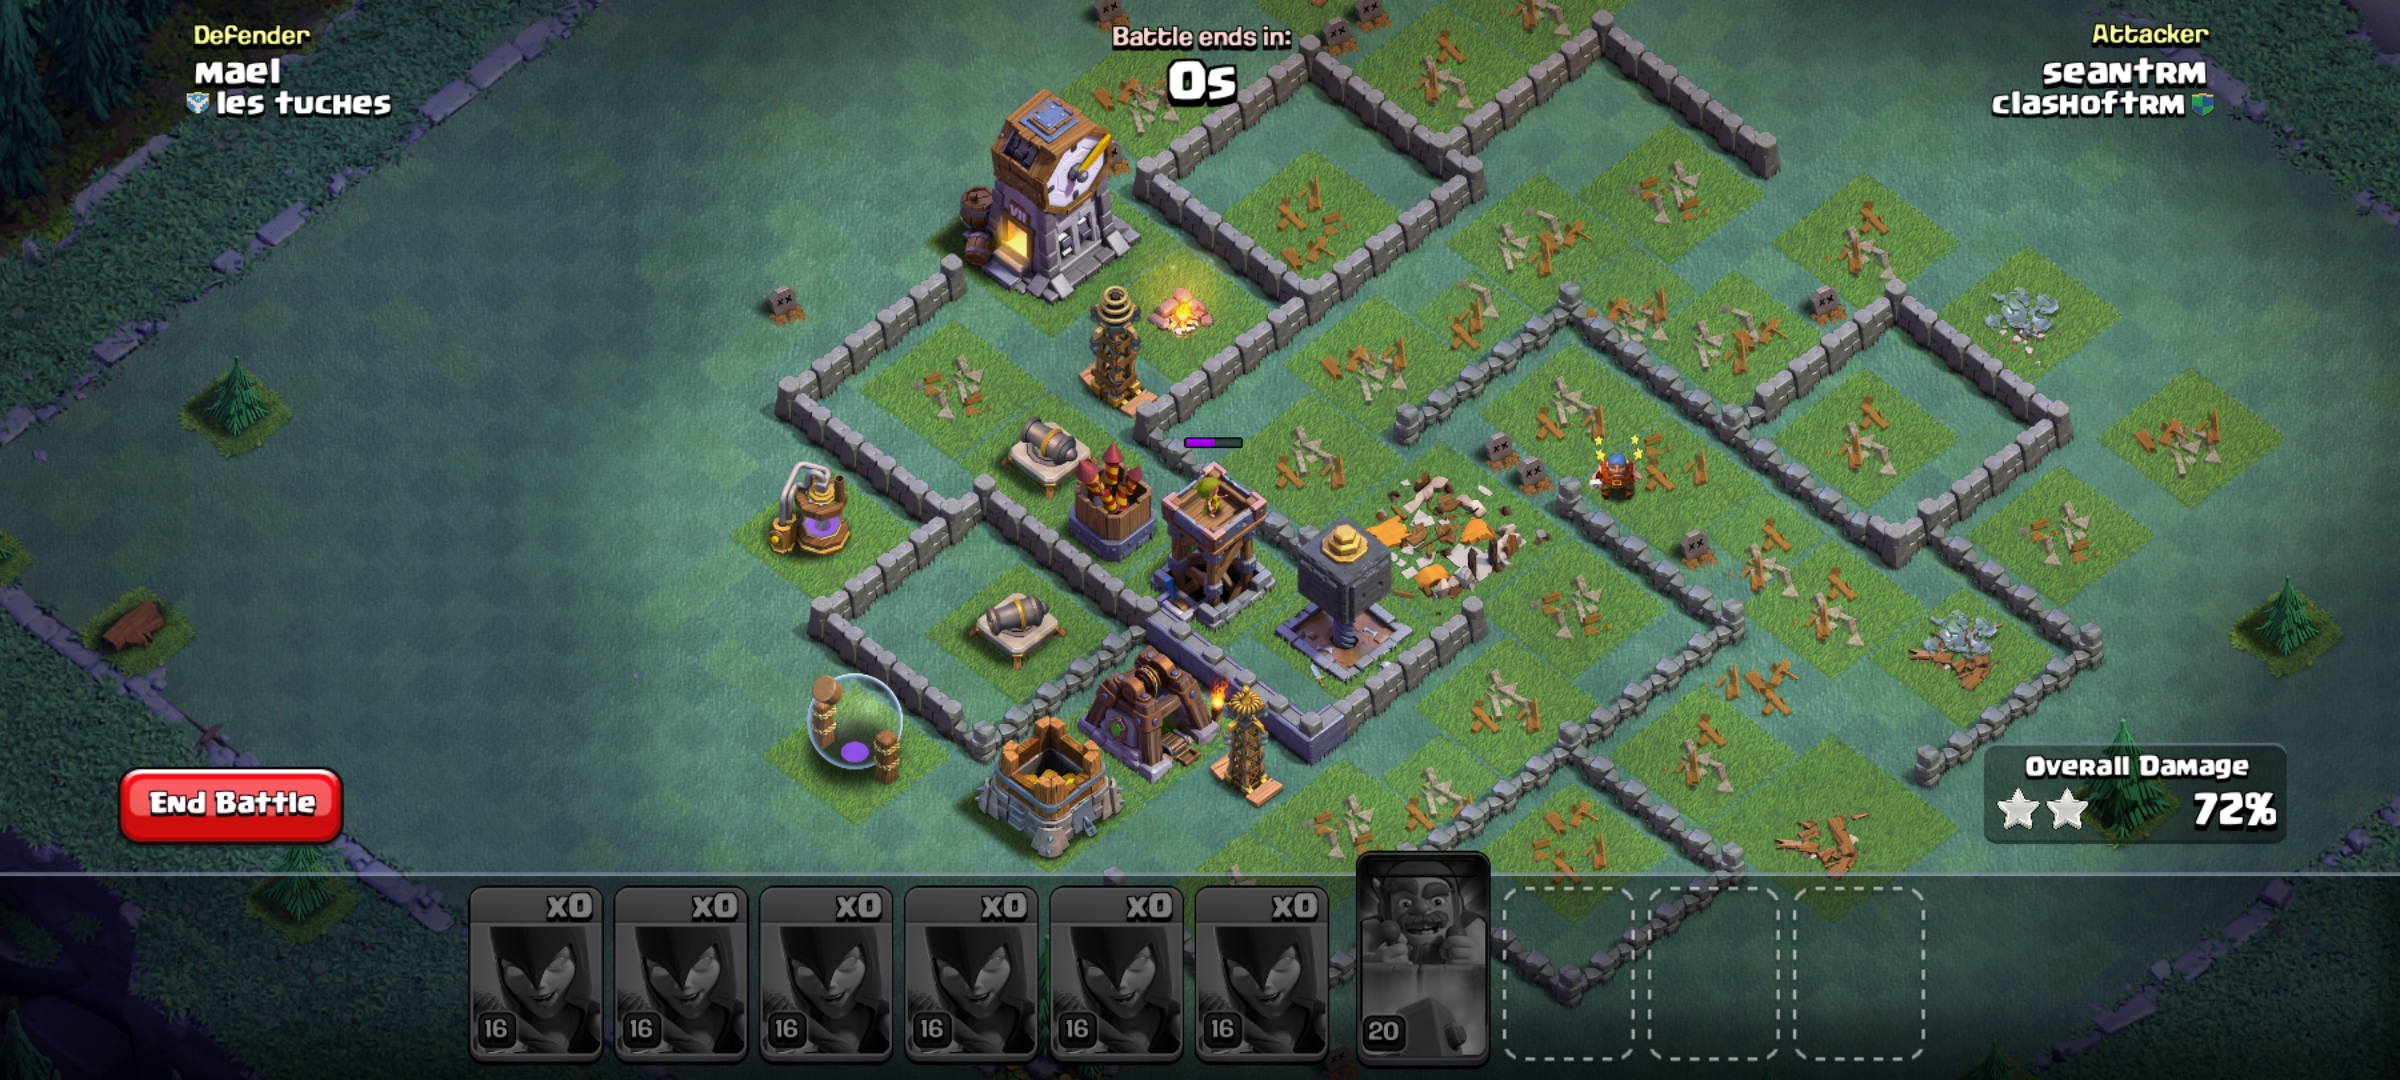 Defender
mael
les tuches
Battle ends in:
0s
Attacker
seantrm
clashoftrm
End Battle
Overall Damage
72%
x0
x0
x0
x0
x0
x0
16
16
16
16
16
16
20
VII